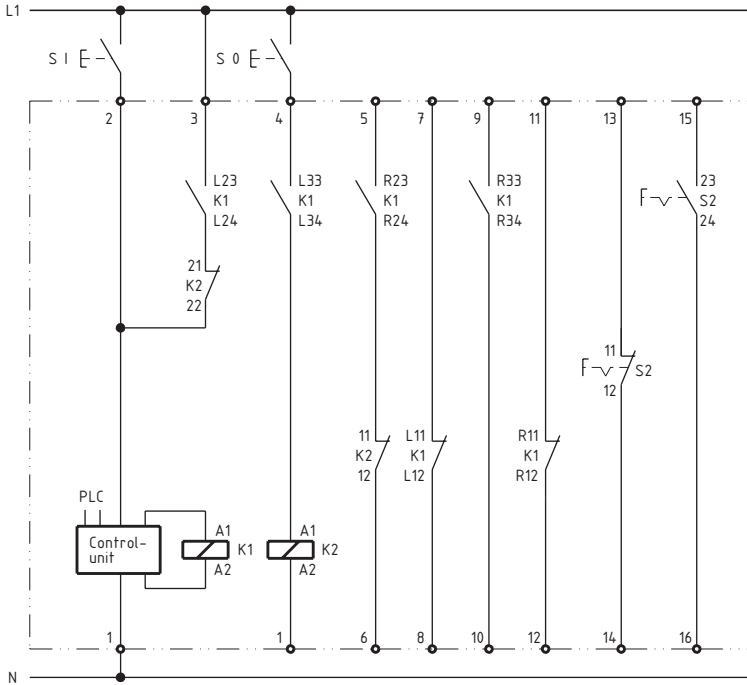 L1
S I
S 0
2 3 4 5 7 9 11 13 15
L23 L33 R23 R33 23
K1 K1 K1 K1 S2
L24 L34 R24 R34 24
21
K2
22
11
S2
12
11 L11 R11
K2 K1 K1
12 L12 R12
PLC
A1 A1
Control-
unit
K1 K2
A2 A2
1 1 6 8 10 12 14 16
N